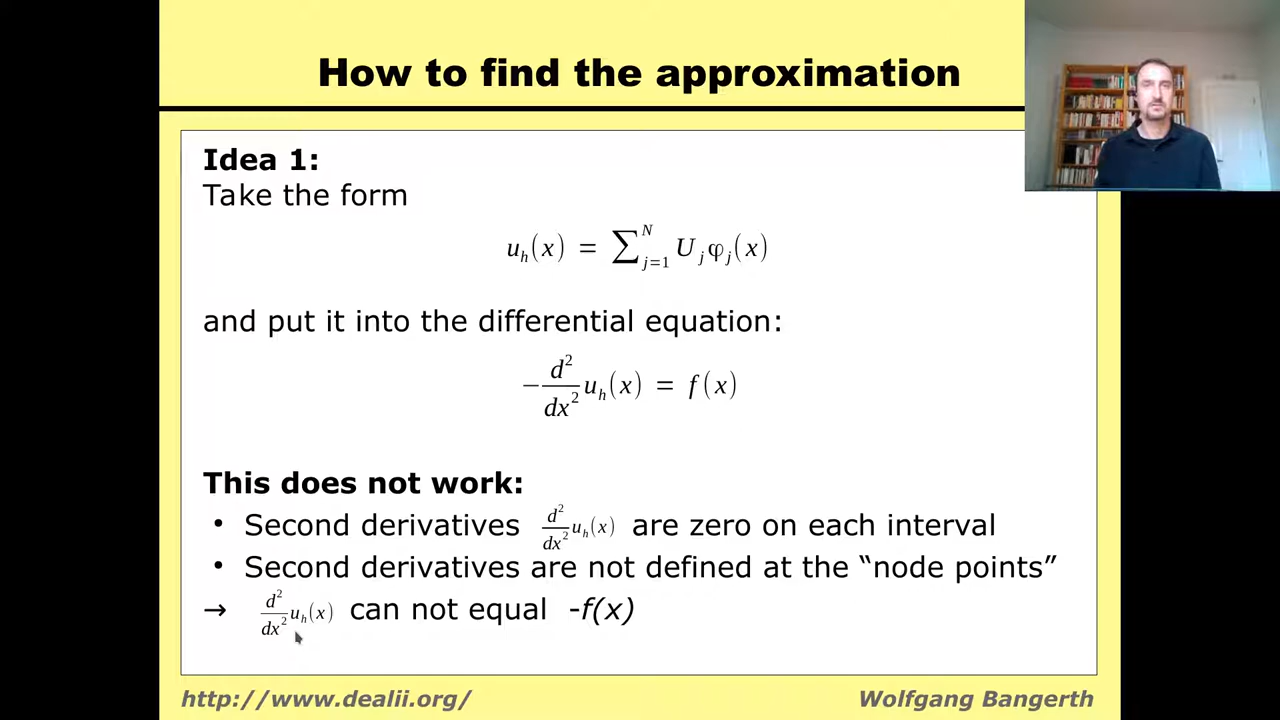 How to find the approximation
Idea 1:
Take the form
u_h(x) = ∑_{j=1}^{N} U_j φ_j(x)
and put it into the differential equation:
−d²/dx² u_h(x) = f(x)
This does not work:
• Second derivatives d²/dx² u_h(x) are zero on each interval
• Second derivatives are not defined at the “node points”
→ d²/dx² u_h(x) can not equal -f(x)
http://www.dealii.org/ Wolfgang Bangerth